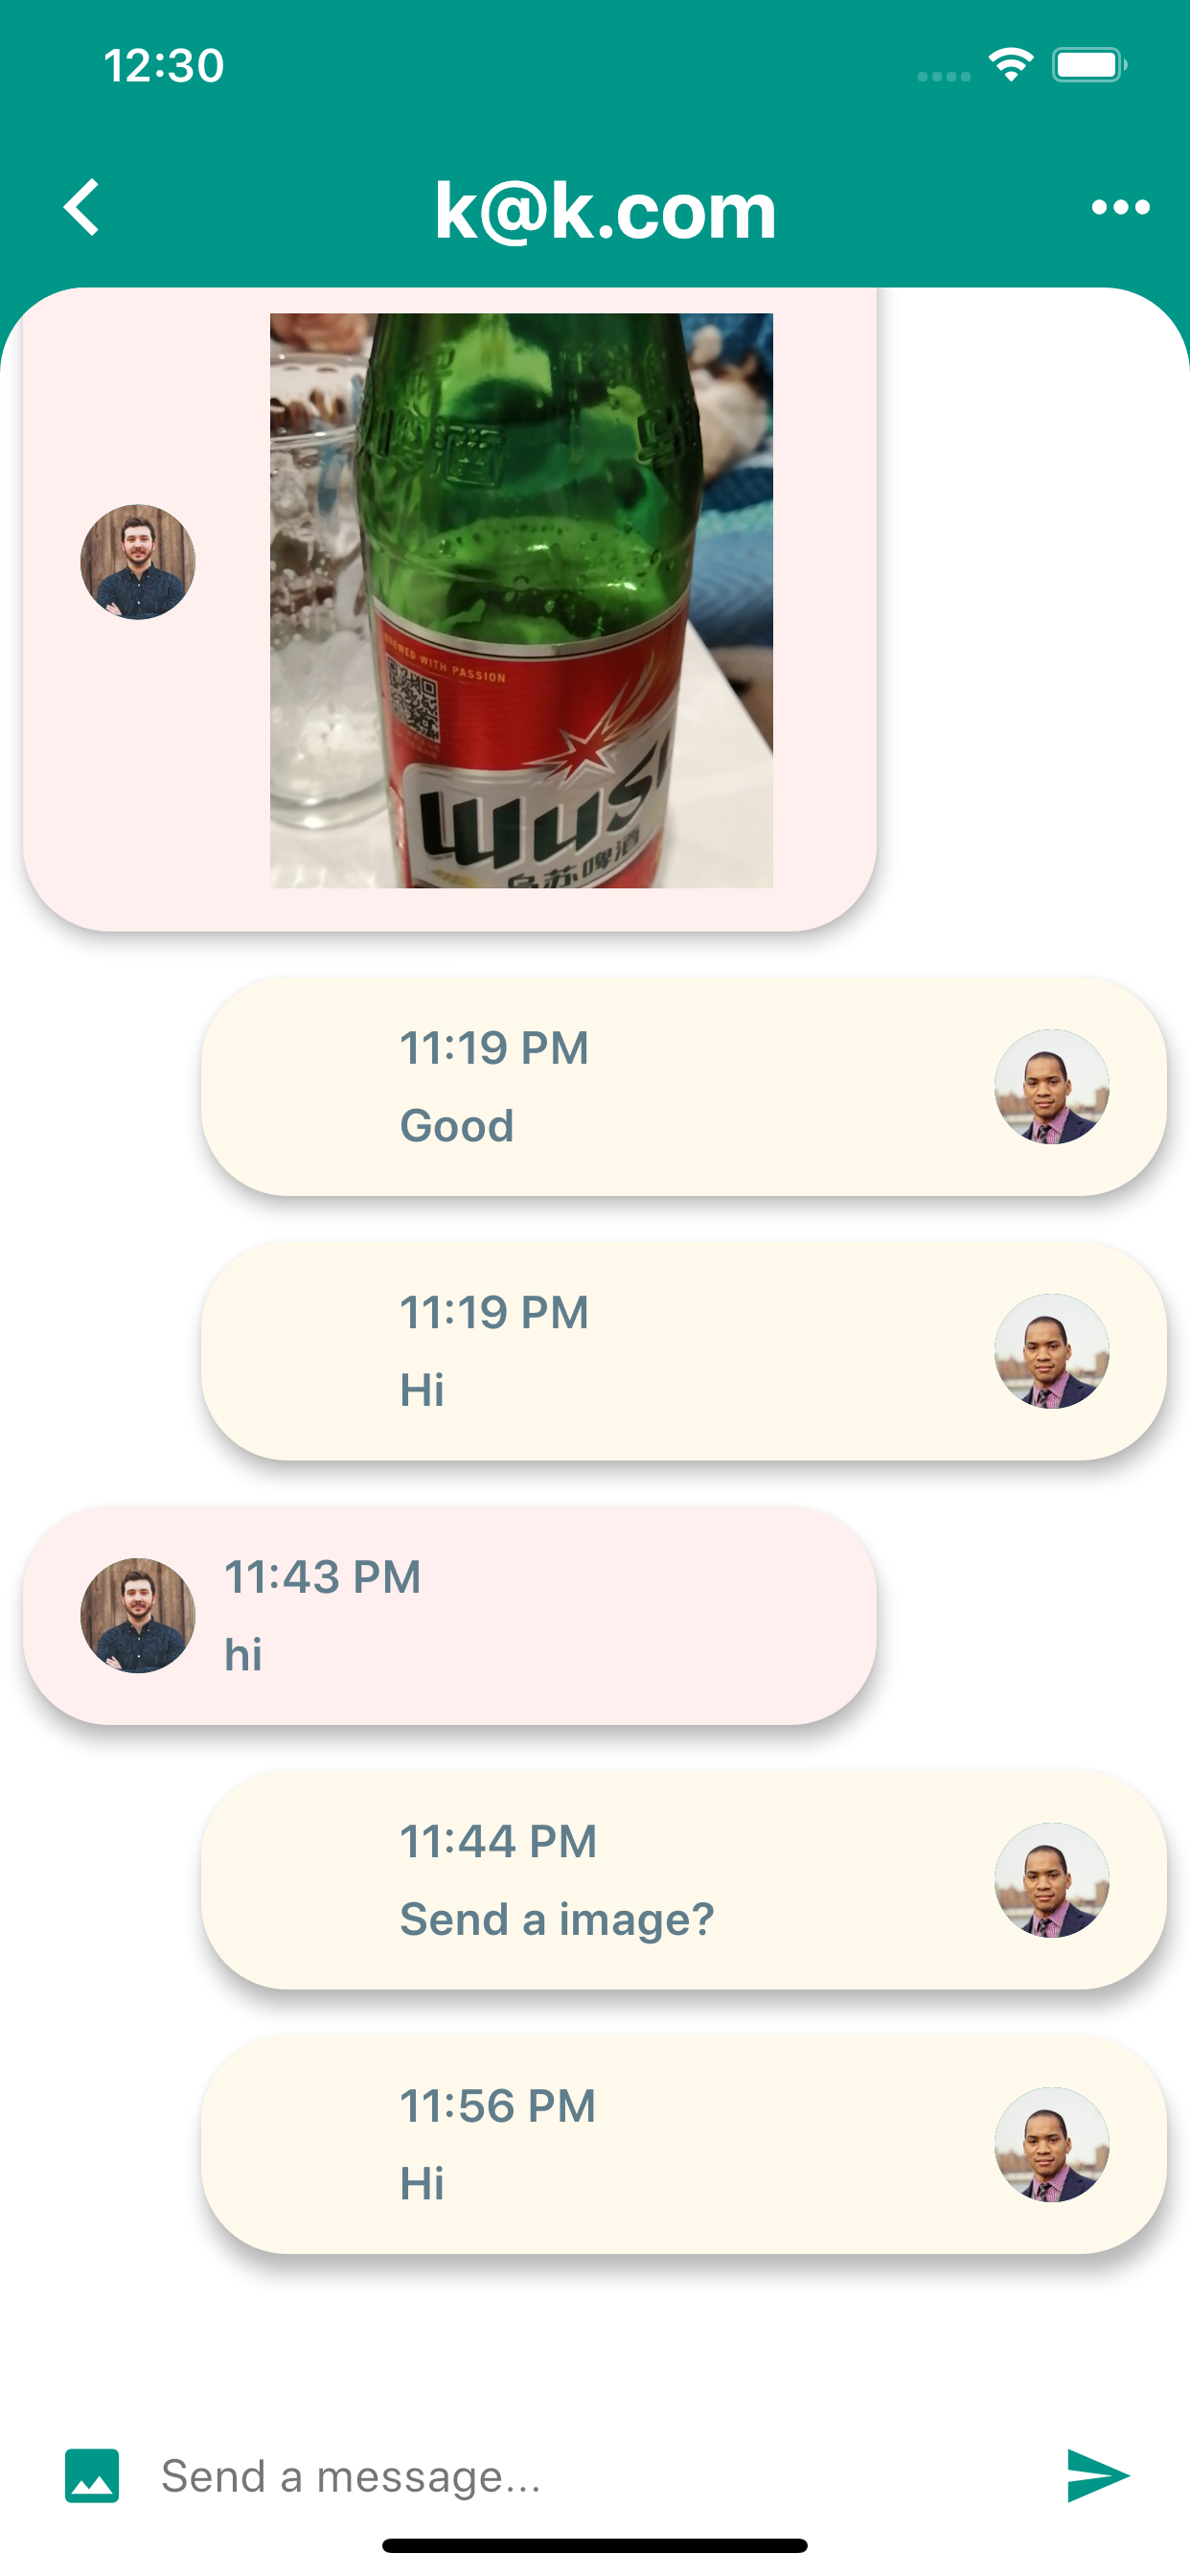 12:30
k@k.com
BREWED WITH PASSION
WUSU
乌苏啤酒
11:19 PM
Good
11:19 PM
Hi
11:43 PM
hi
11:44 PM
Send a image?
11:56 PM
Hi
Send a message...